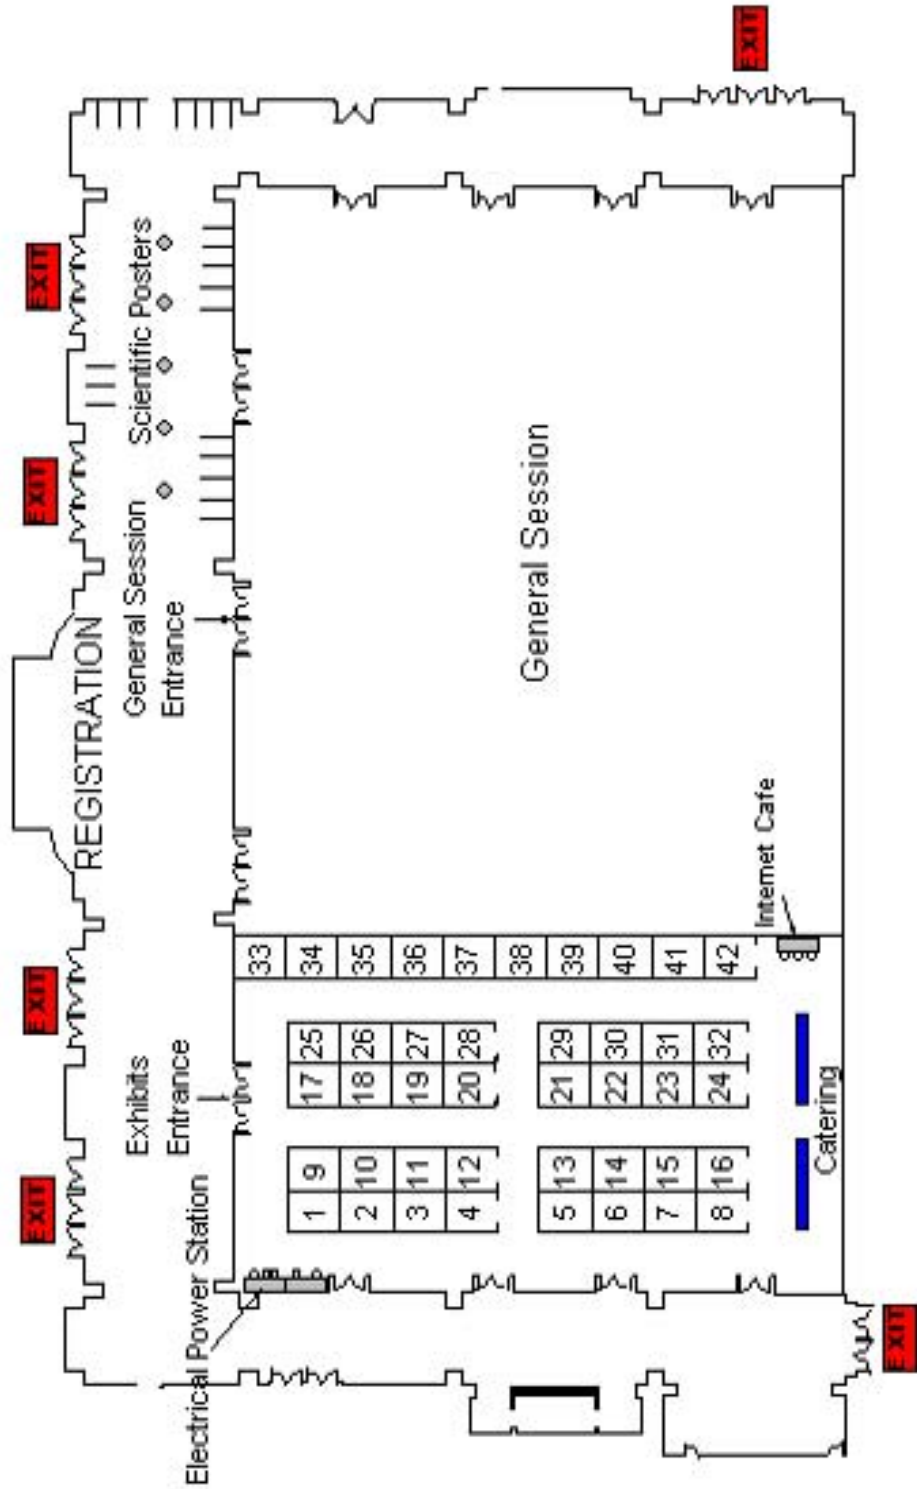 EXIT
EXIT
EXIT
EXIT
REGISTRATION
Exhibits
Entrance
General Session
Entrance
Scientific Posters
Electrical Power Station
33
1 9 17 25 34
2 10 18 26 35
3 11 19 27 36
4 12 20 28 37
38
5 13 21 29 39
6 14 22 30 40
7 15 23 31 41
8 16 24 32 42
General Session
Internet Cafe
EXIT
Catering
EXIT